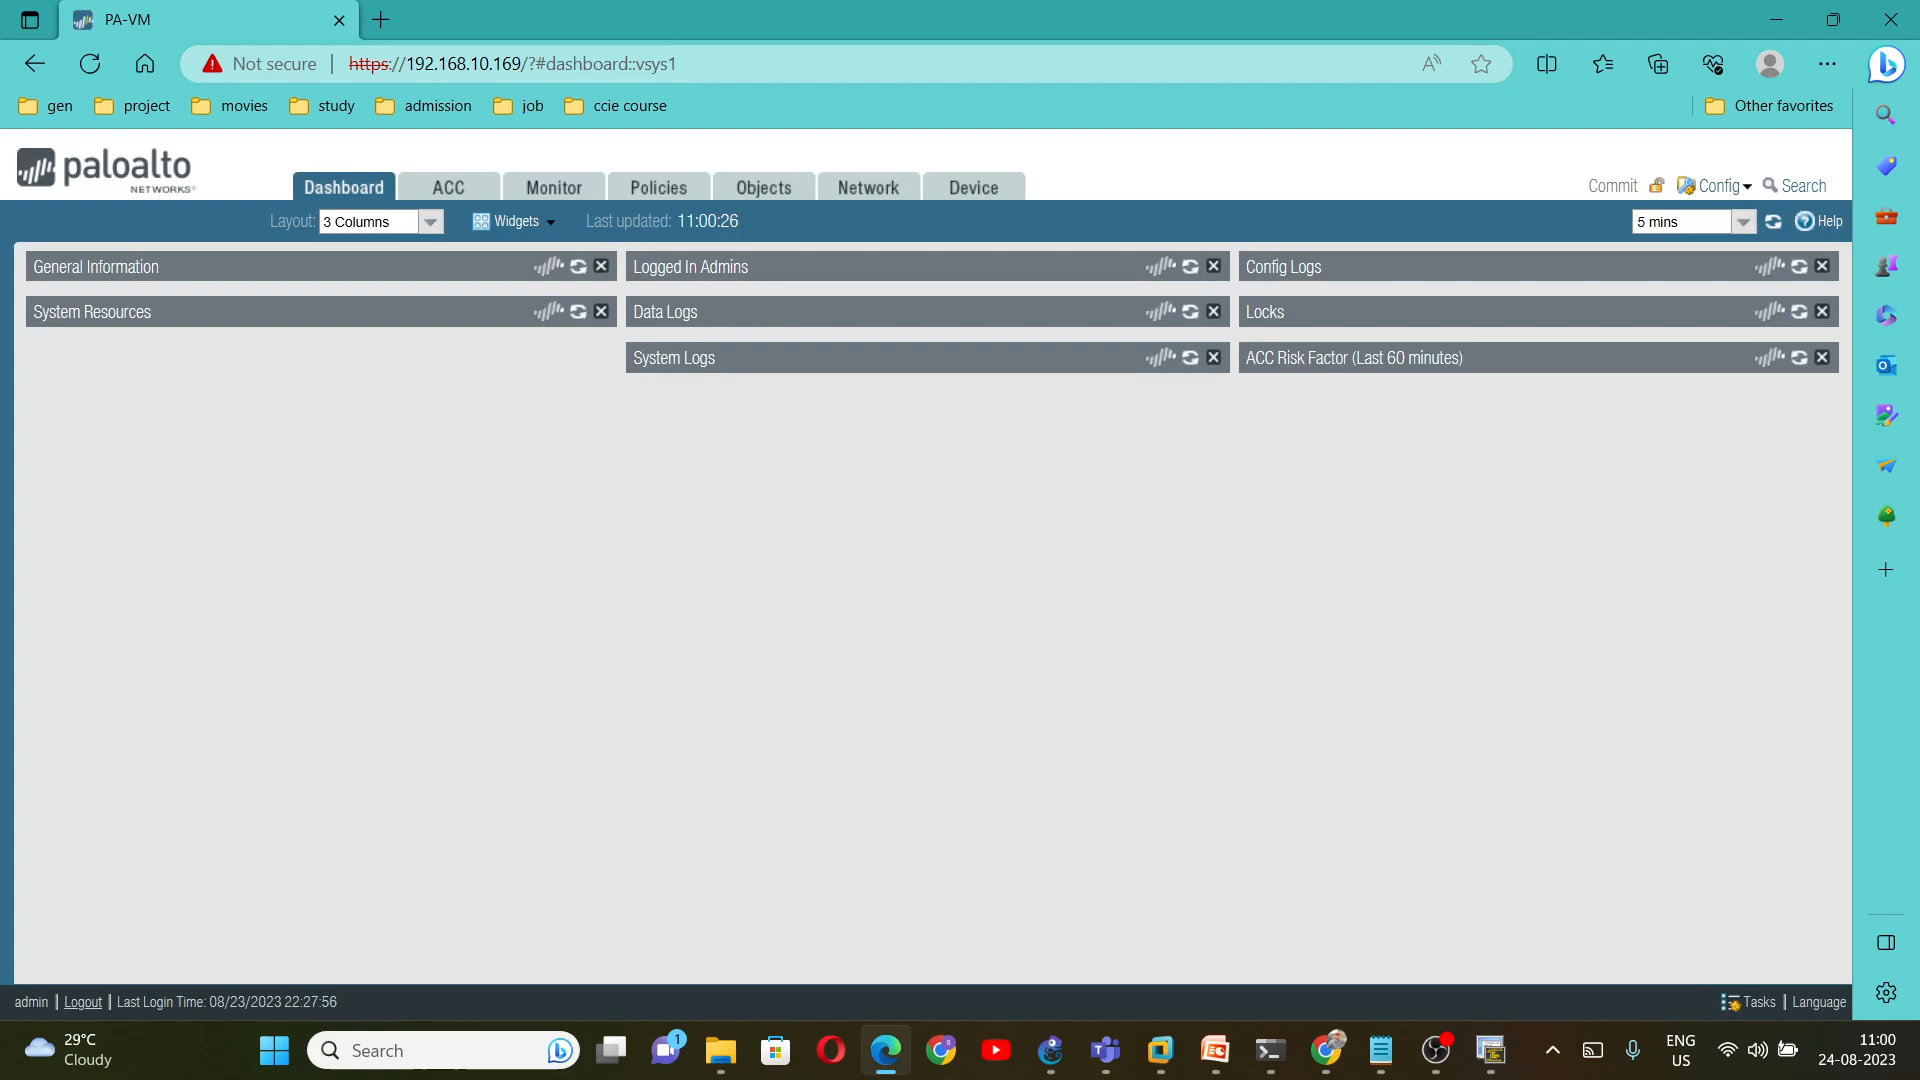 PA-VM
Not secure | https://192.168.10.169/?#dashboard::vsys1
gen project movies study admission job ccie course Other favorites
paloalto
NETWORKS
Dashboard ACC Monitor Policies Objects Network Device Commit Config Search
Layout: 3 Columns Widgets Last updated: 11:00:26 5 mins Help
General Information Logged In Admins Config Logs
System Resources Data Logs Locks
System Logs ACC Risk Factor (Last 60 minutes)
admin | Logout | Last Login Time: 08/23/2023 22:27:56 Tasks | Language
29°C
Cloudy
Search
1
ENG
US
11:00
24-08-2023